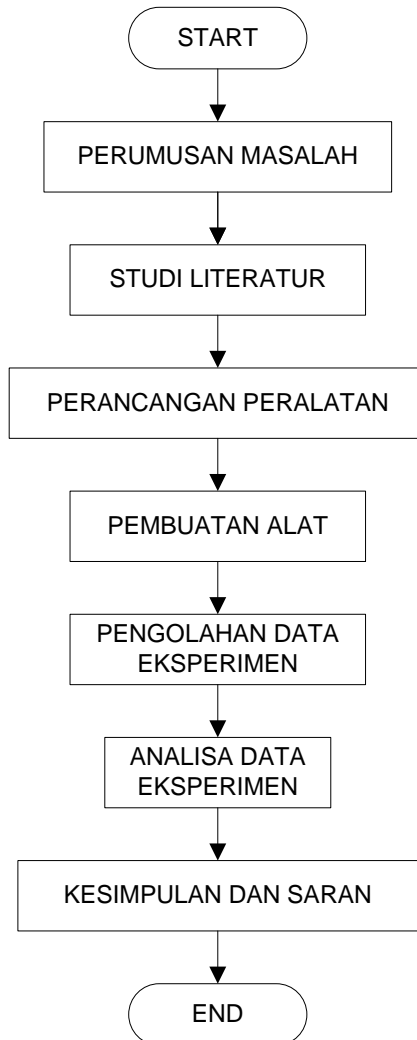 START
PERUMUSAN MASALAH
STUDI LITERATUR
PERANCANGAN PERALATAN
PEMBUATAN ALAT
PENGOLAHAN DATA
EKSPERIMEN
ANALISA DATA
EKSPERIMEN
KESIMPULAN DAN SARAN
END